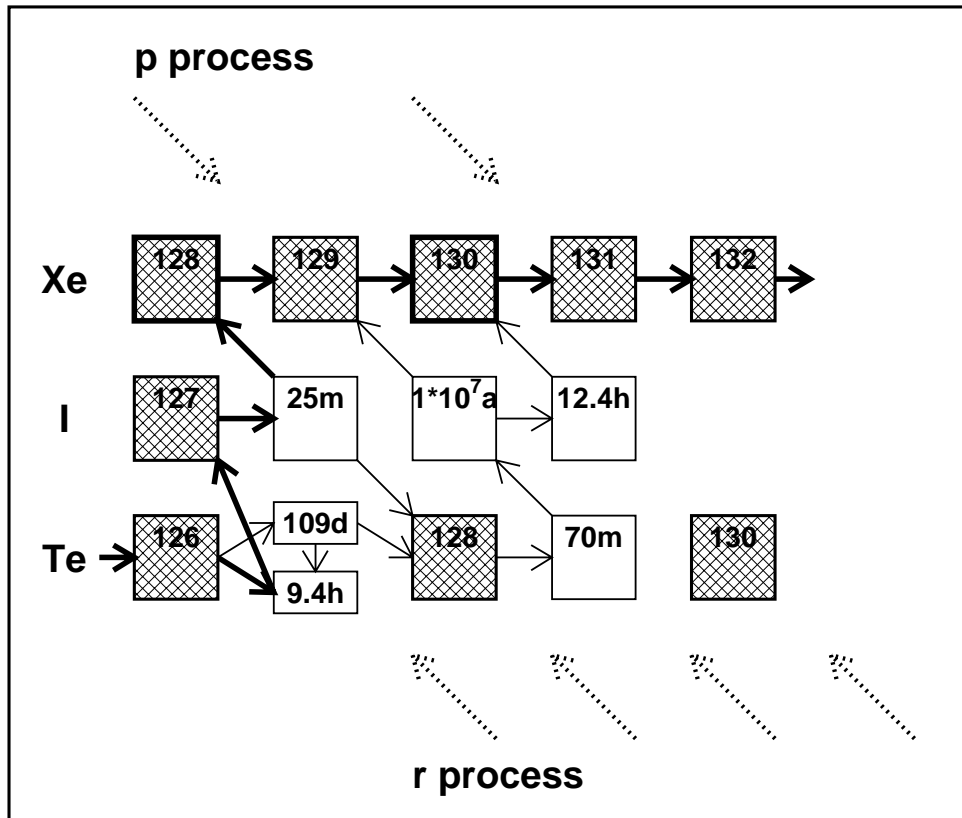 p process
Xe 128 129 130 131 132
I 127 25m 1*10⁷a 12.4h
Te 126 109d 9.4h 128 70m 130
r process